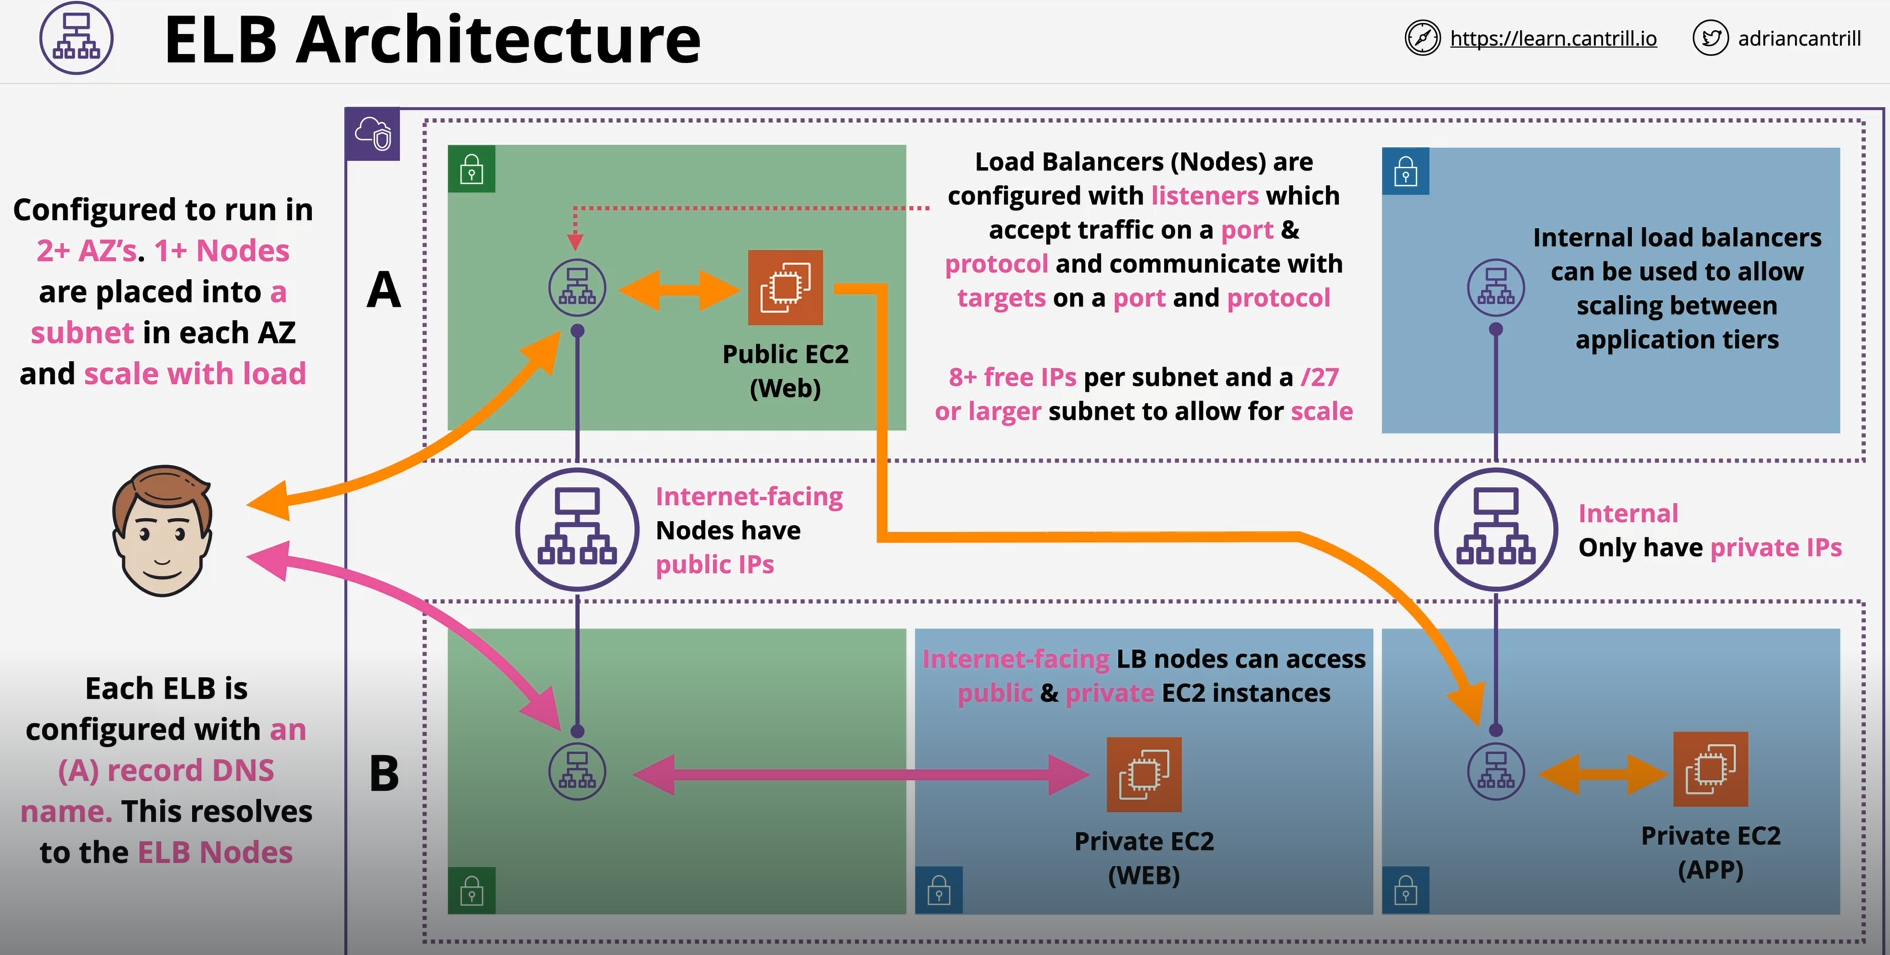 ELB Architecture
https://learn.cantrill.io
adriancantrill
Configured to run in
2+ AZ’s. 1+ Nodes
are placed into a
subnet in each AZ
and scale with load
Each ELB is
configured with an
(A) record DNS
name. This resolves
to the ELB Nodes
A
Public EC2
(Web)
Load Balancers (Nodes) are
configured with listeners which
accept traffic on a port &
protocol and communicate with
targets on a port and protocol
8+ free IPs per subnet and a /27
or larger subnet to allow for scale
Internal load balancers
can be used to allow
scaling between
application tiers
Internet-facing
Nodes have
public IPs
Internal
Only have private IPs
B
Internet-facing LB nodes can access
public & private EC2 instances
Private EC2
(WEB)
Private EC2
(APP)